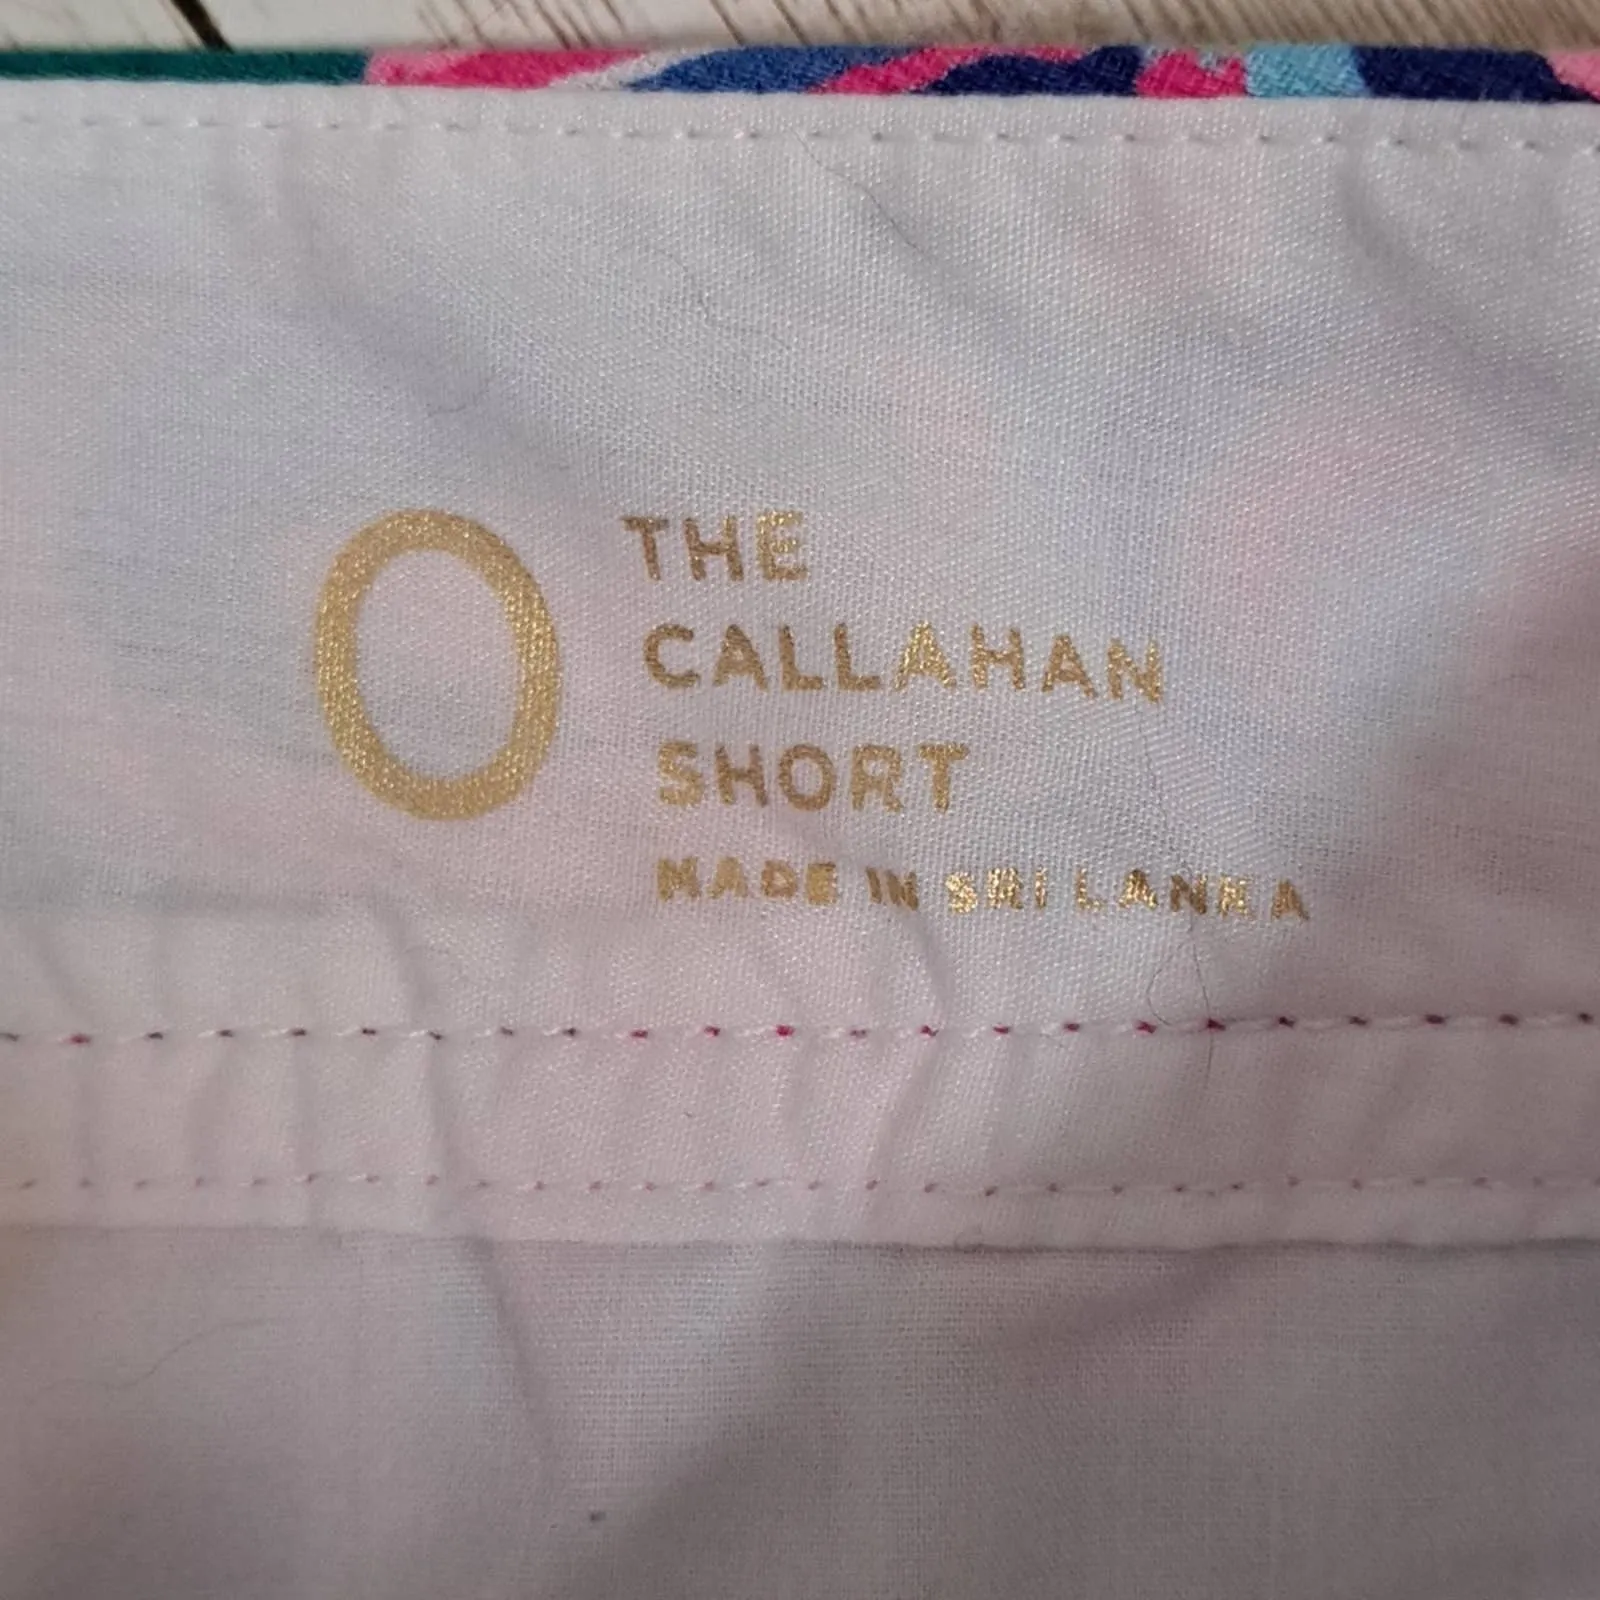 0
THE
CALLAHAN
SHORT
MADE IN SRI LANKA